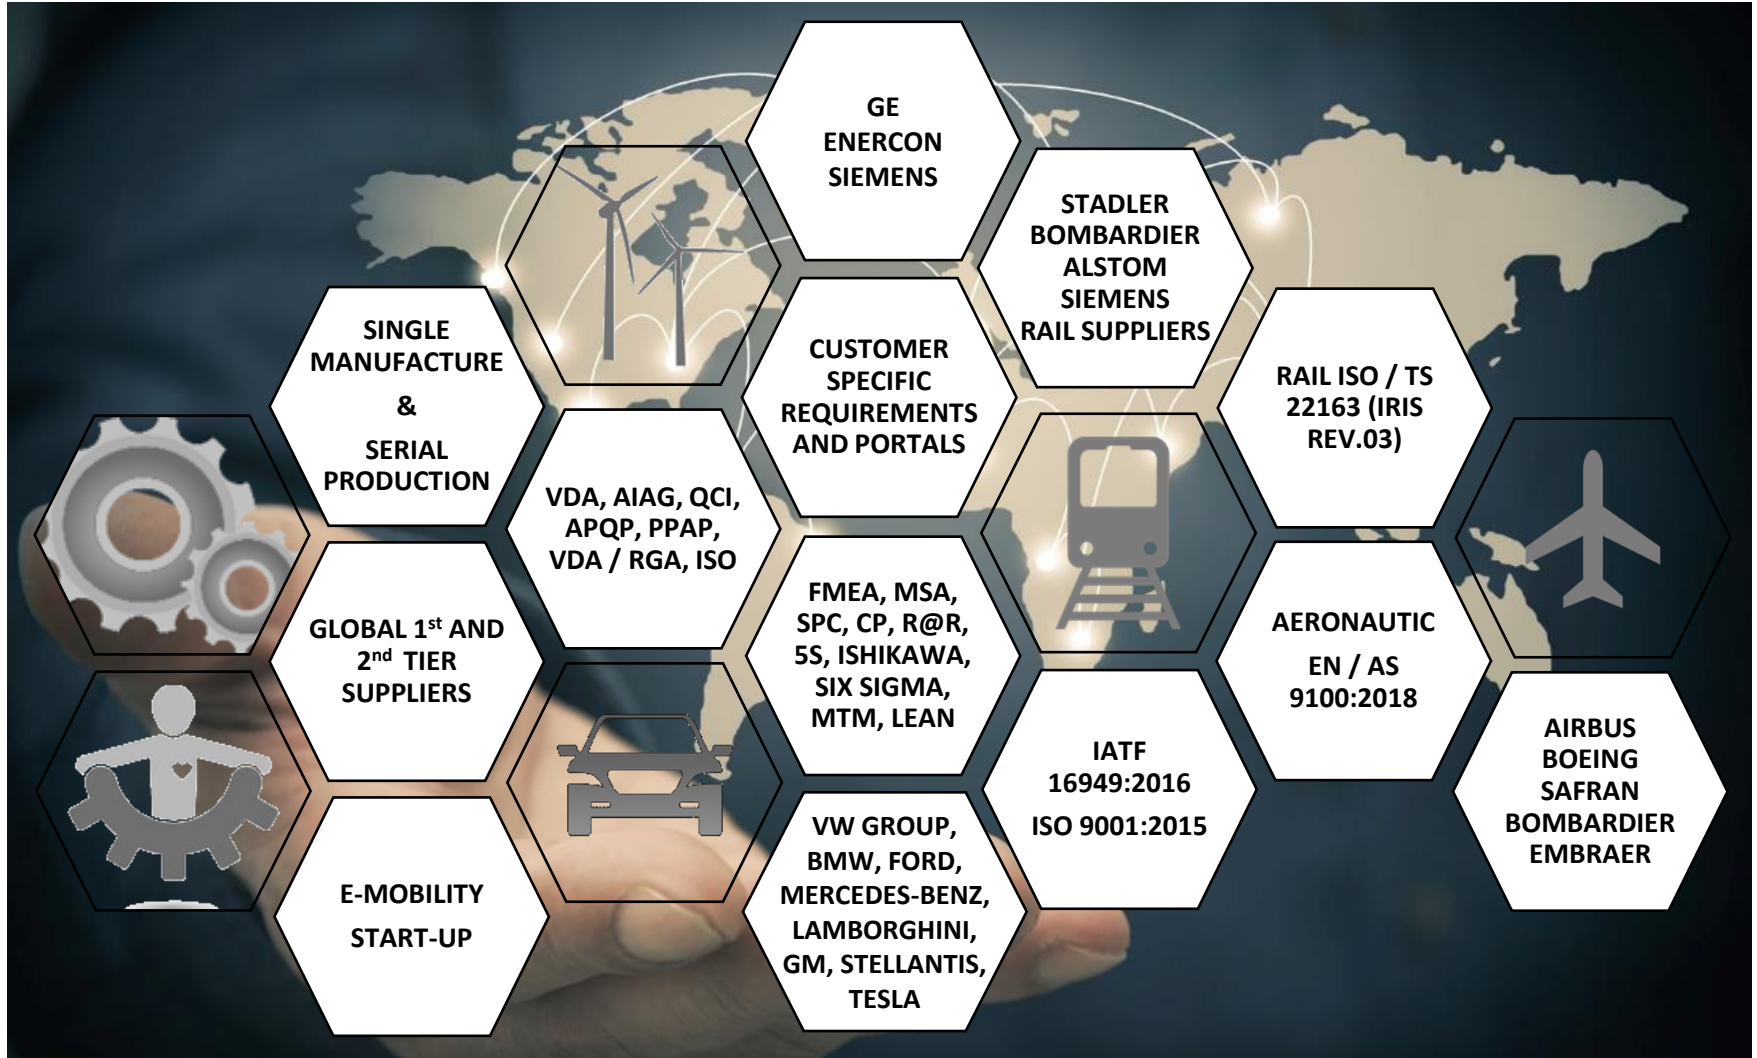 GE
ENERCON
SIEMENS
STADLER
BOMBARDIER
ALSTOM
SIEMENS
RAIL SUPPLIERS
SINGLE
MANUFACTURE
&
SERIAL
PRODUCTION
CUSTOMER
SPECIFIC
REQUIREMENTS
AND PORTALS
RAIL ISO / TS
22163 (IRIS
REV.03)
VDA, AIAG, QCI,
APQP, PPAP,
VDA / RGA, ISO
GLOBAL 1st AND
2nd TIER
SUPPLIERS
FMEA, MSA,
SPC, CP, R@R,
5S, ISHIKAWA,
SIX SIGMA,
MTM, LEAN
AERONAUTIC
EN / AS
9100:2018
IATF
16949:2016
ISO 9001:2015
AIRBUS
BOEING
SAFRAN
BOMBARDIER
EMBRAER
E-MOBILITY
START-UP
VW GROUP,
BMW, FORD,
MERCEDES-BENZ,
LAMBORGHINI,
GM, STELLANTIS,
TESLA